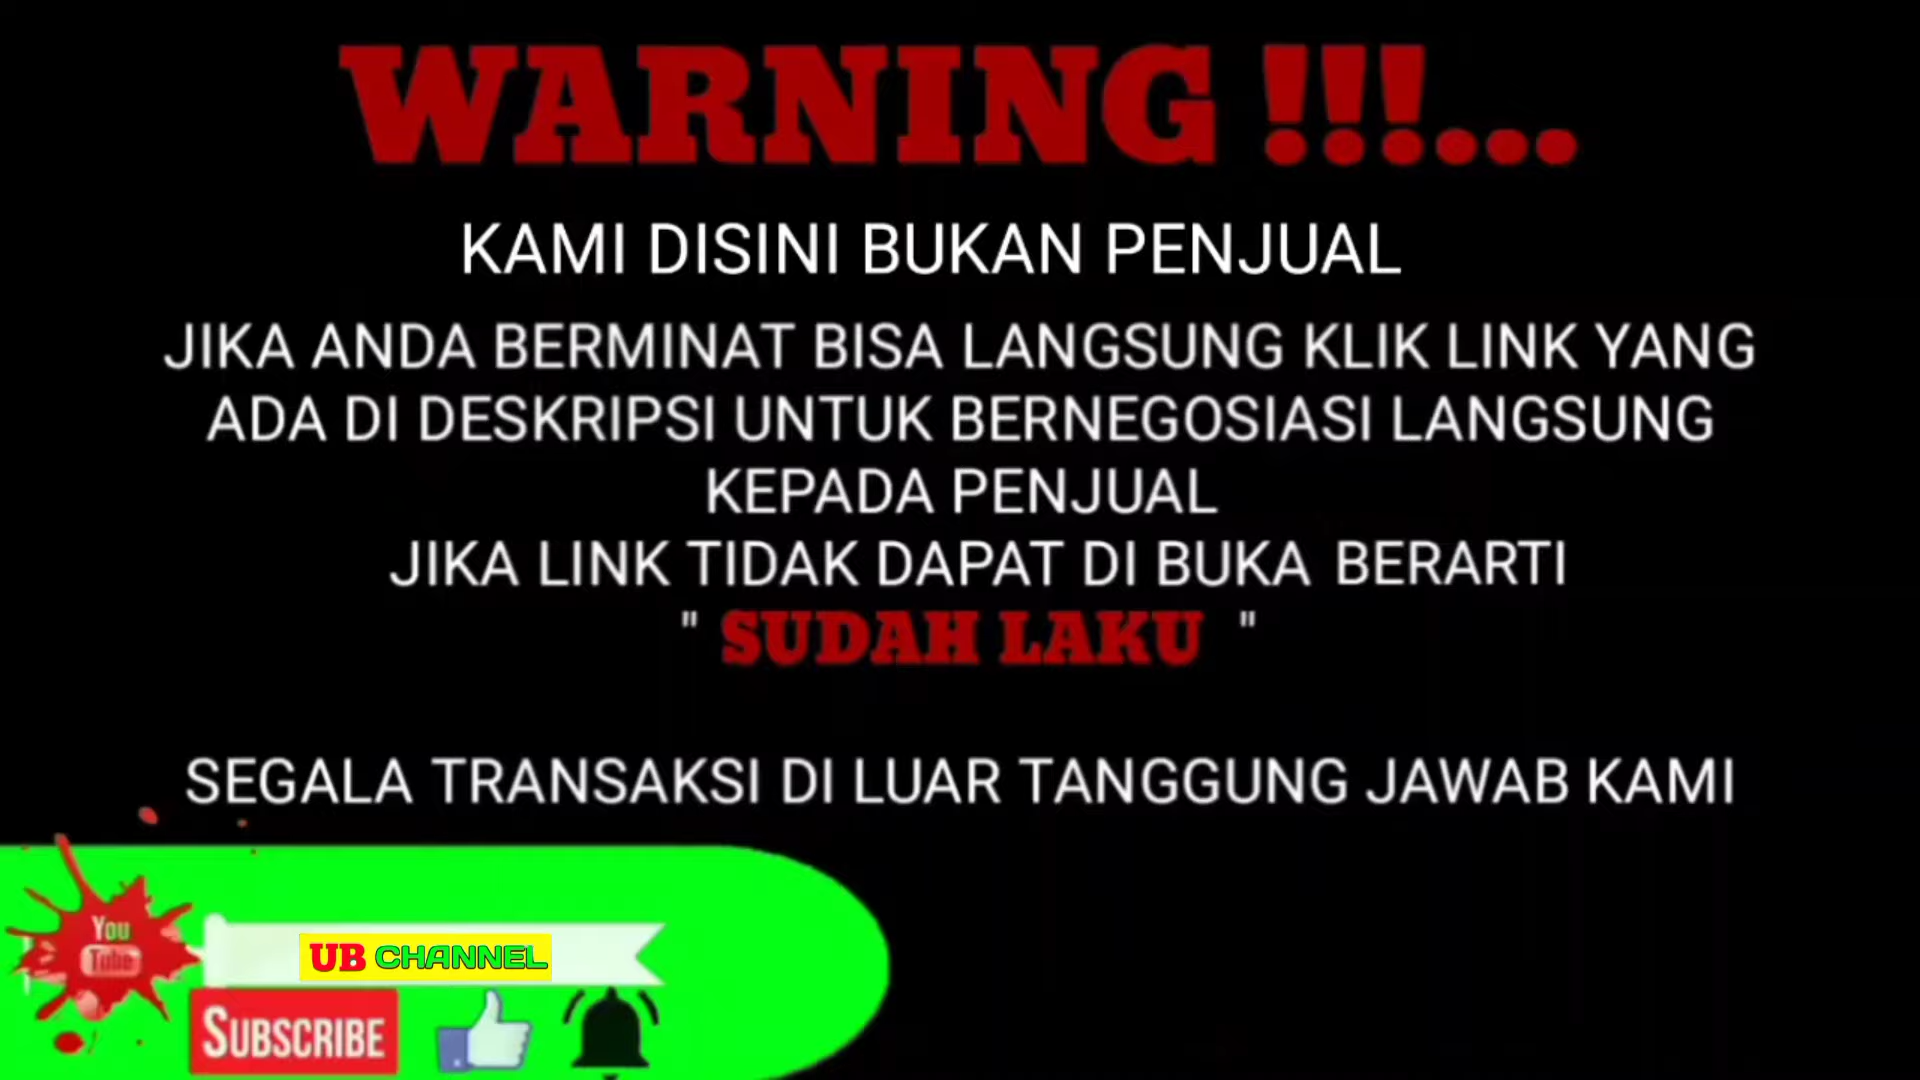 WARNING !!!...
KAMI DISINI BUKAN PENJUAL
JIKA ANDA BERMINAT BISA LANGSUNG KLIK LINK YANG
ADA DI DESKRIPSI UNTUK BERNEGOSIASI LANGSUNG
KEPADA PENJUAL
JIKA LINK TIDAK DAPAT DI BUKA BERARTI
" SUDAH LAKU "
SEGALA TRANSAKSI DI LUAR TANGGUNG JAWAB KAMI
You
Tube
UB CHANNEL
SUBSCRIBE